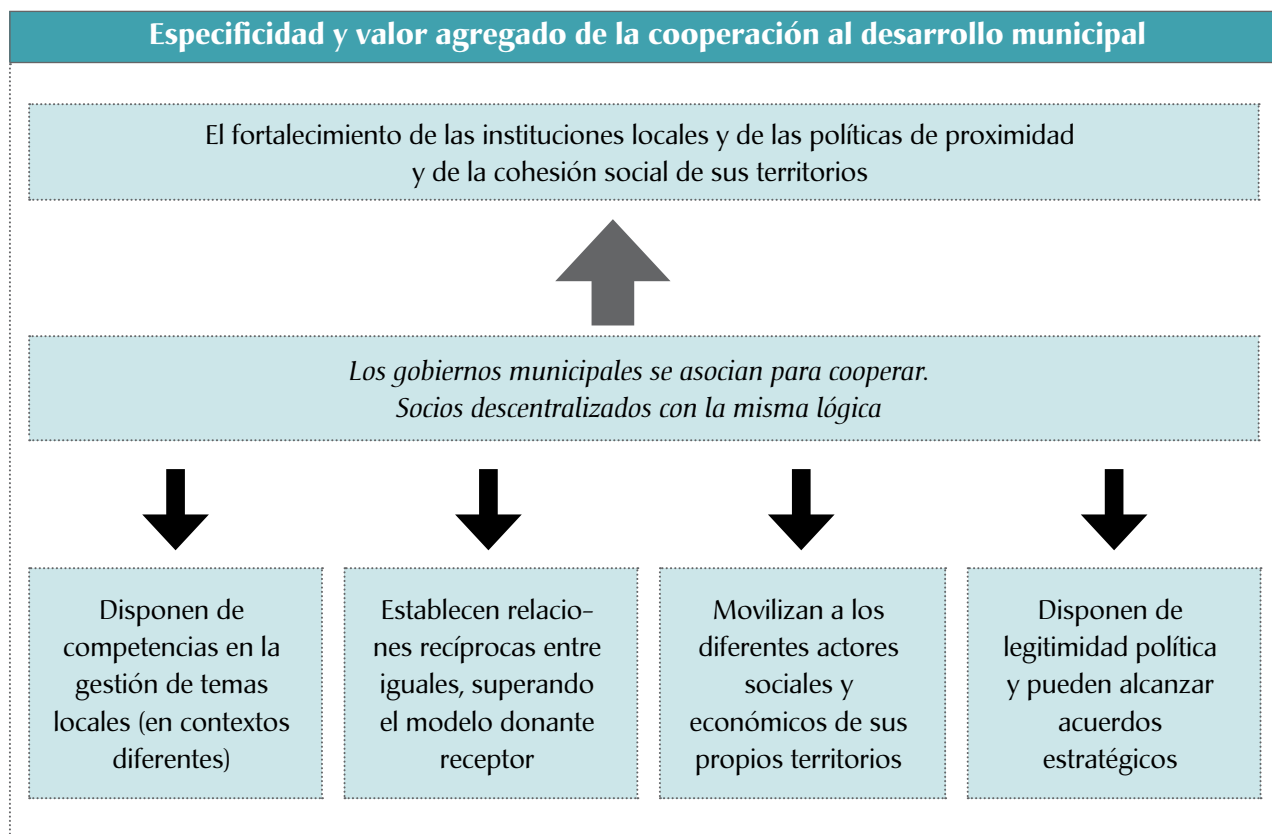 Especificidad y valor agregado de la cooperación al desarrollo municipal
El fortalecimiento de las instituciones locales y de las políticas de proximidad
y de la cohesión social de sus territorios
Los gobiernos municipales se asocian para cooperar.
Socios descentralizados con la misma lógica
Disponen de
competencias en la
gestión de temas
locales (en contextos
diferentes)
Establecen relacio-
nes recíprocas entre
iguales, superando
el modelo donante
receptor
Movilizan a los
diferentes actores
sociales y
económicos de sus
propios territorios
Disponen de
legitimidad política
y pueden alcanzar
acuerdos
estratégicos